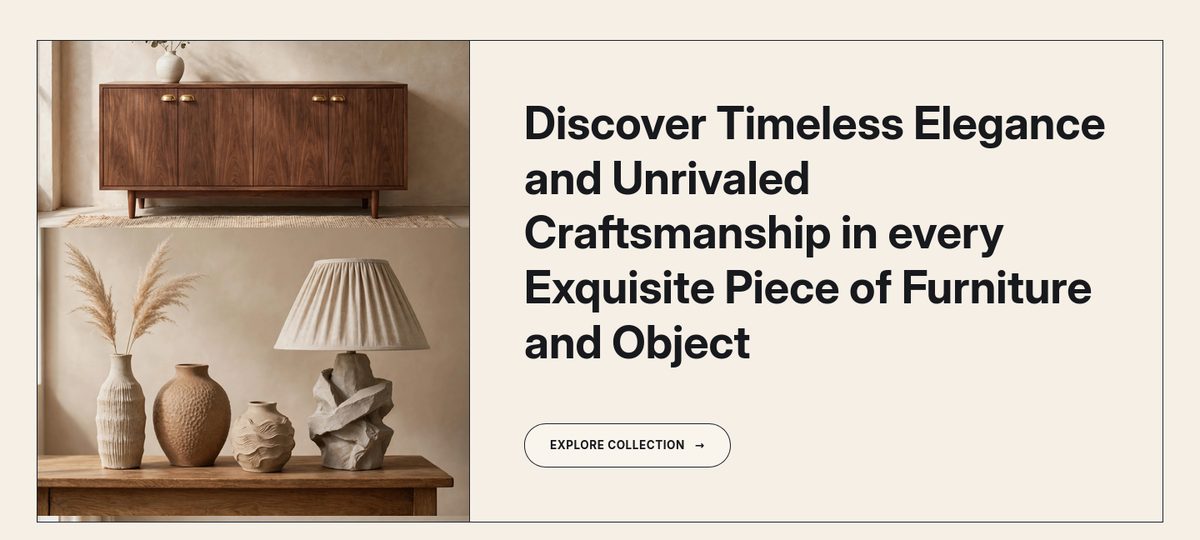 Discover Timeless Elegance
and Unrivaled
Craftsmanship in every
Exquisite Piece of Furniture
and Object
EXPLORE COLLECTION →